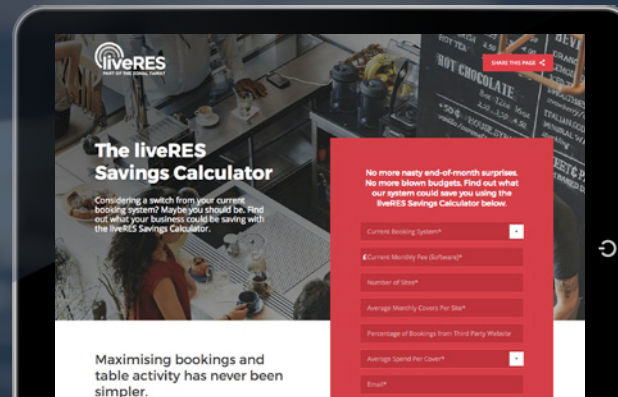 liveRES
PART OF THE ZONAL FAMILY
SHARE THIS PAGE
HOT TEA
HOT CHOCOLATE
The liveRES
Savings Calculator
Considering a switch from your current
booking system? Maybe you should be. Find
out what your business could be saving with
the liveRES Savings Calculator.
No more nasty end-of-month surprises.
No more blown budgets. Find out what
our system could save you using the
liveRES Savings Calculator below.
Current Booking System*
£Current Monthly Fee (Software)*
Number of Sites*
Average Monthly Covers Per Site*
Percentage of Bookings from Third Party Website
Average Spend Per Cover*
Email*
Maximising bookings and
table activity has never been
simpler.